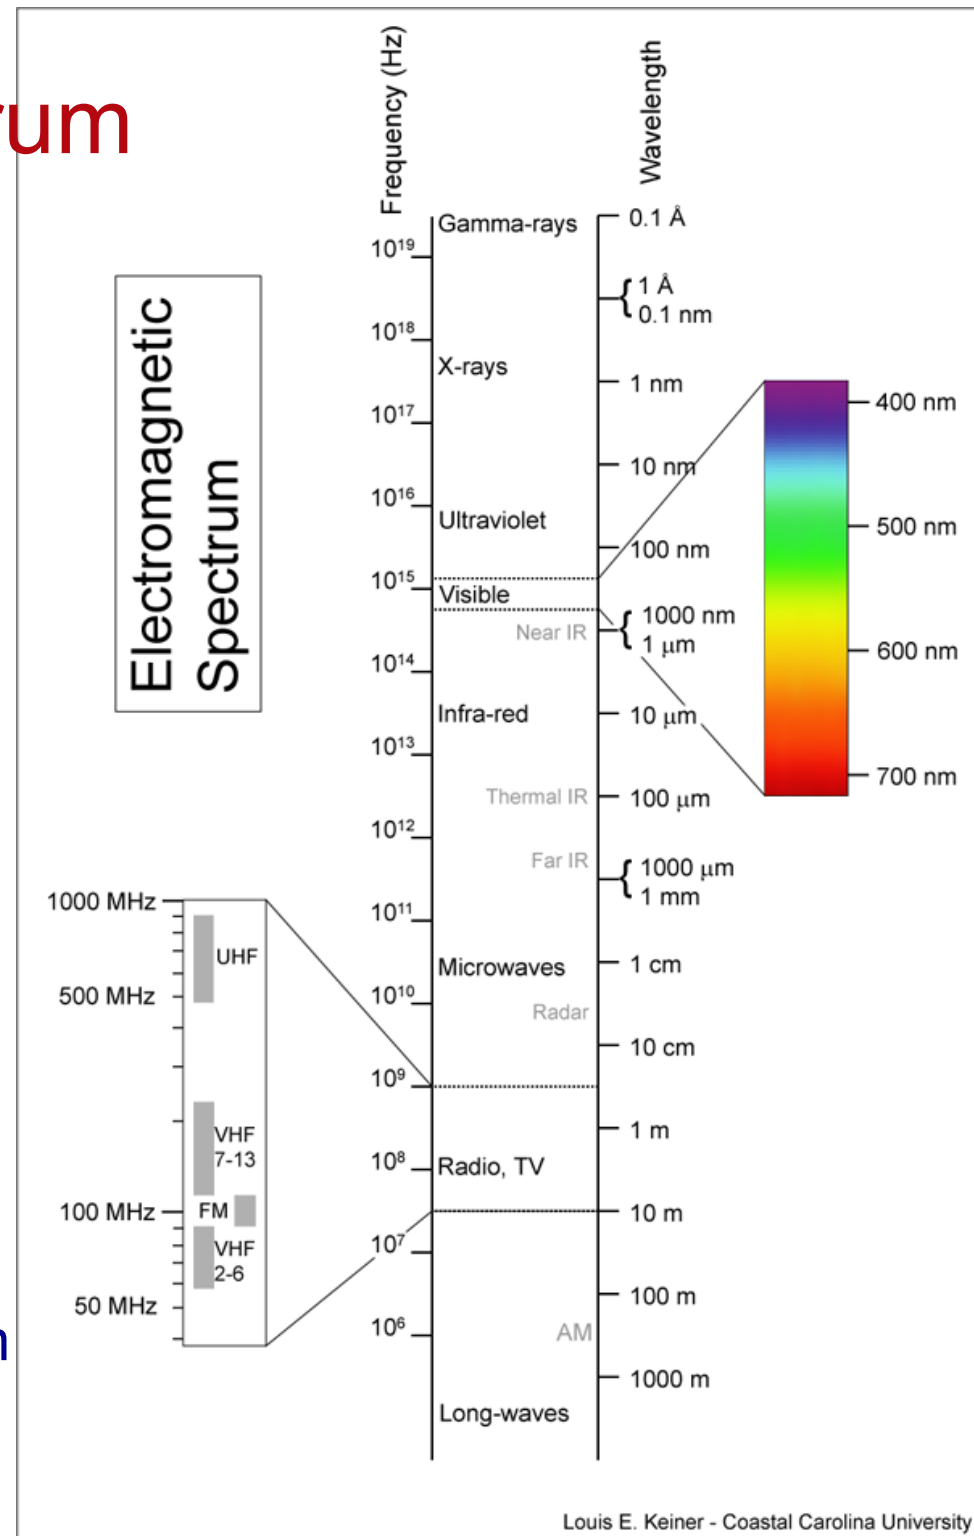 rum
Frequency (Hz)
Wavelength
Electromagnetic
Spectrum
10¹⁹
10¹⁸
10¹⁷
10¹⁶
10¹⁵
10¹⁴
10¹³
10¹²
10¹¹
10¹⁰
10⁹
10⁸
10⁷
10⁶
Gamma-rays
X-rays
Ultraviolet
Visible
Near IR
Infra-red
Thermal IR
Far IR
Microwaves
Radar
Radio, TV
AM
Long-waves
0.1 Å
1 Å
0.1 nm
1 nm
10 nm
100 nm
1000 nm
1 μm
10 μm
100 μm
1000 μm
1 mm
1 cm
10 cm
1 m
10 m
100 m
1000 m
400 nm
500 nm
600 nm
700 nm
1000 MHz
500 MHz
100 MHz
50 MHz
UHF
VHF
7-13
FM
VHF
2-6
n
Louis E. Keiner - Coastal Carolina University